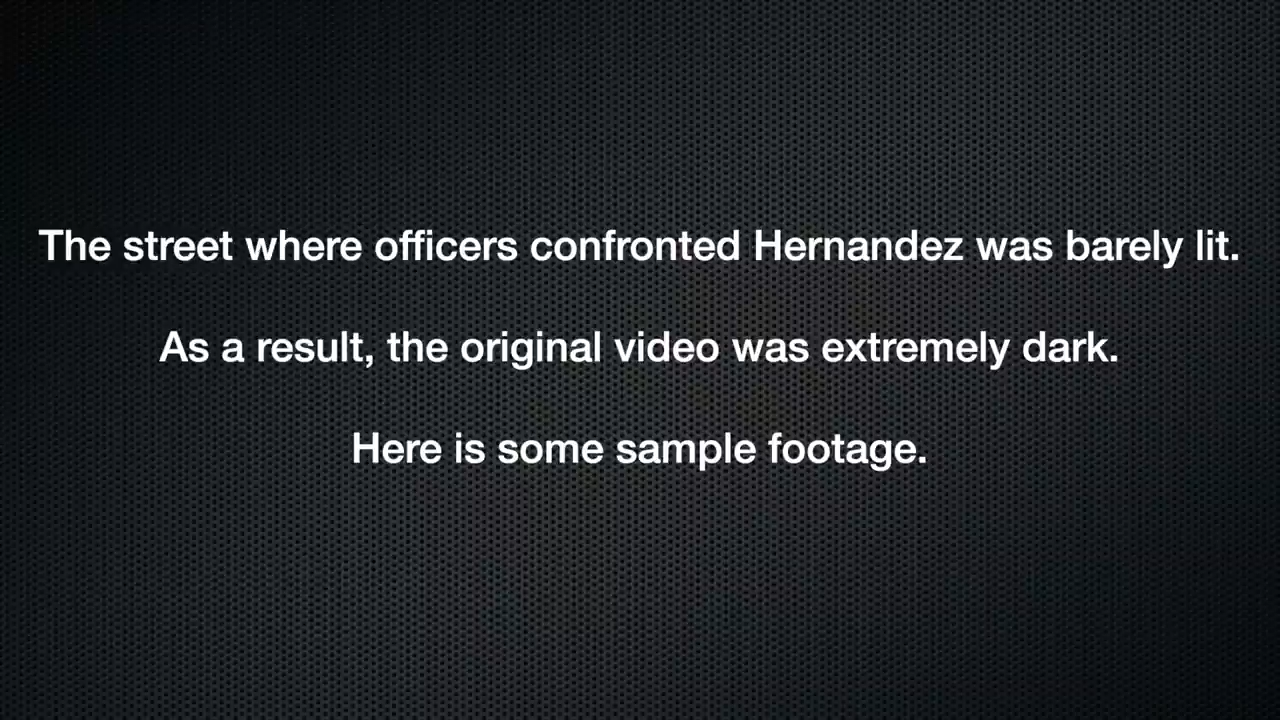 The street where officers confronted Hernandez was barely lit.
As a result, the original video was extremely dark.
Here is some sample footage.